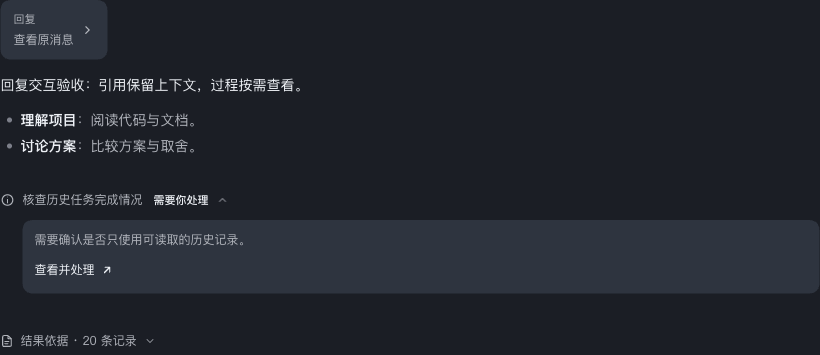 回复
查看原消息
回复交互验收：引用保留上下文，过程按需查看。
理解项目：阅读代码与文档。
讨论方案：比较方案与取舍。
核查历史任务完成情况 需要你处理
需要确认是否只使用可读取的历史记录。
查看并处理
结果依据 · 20 条记录